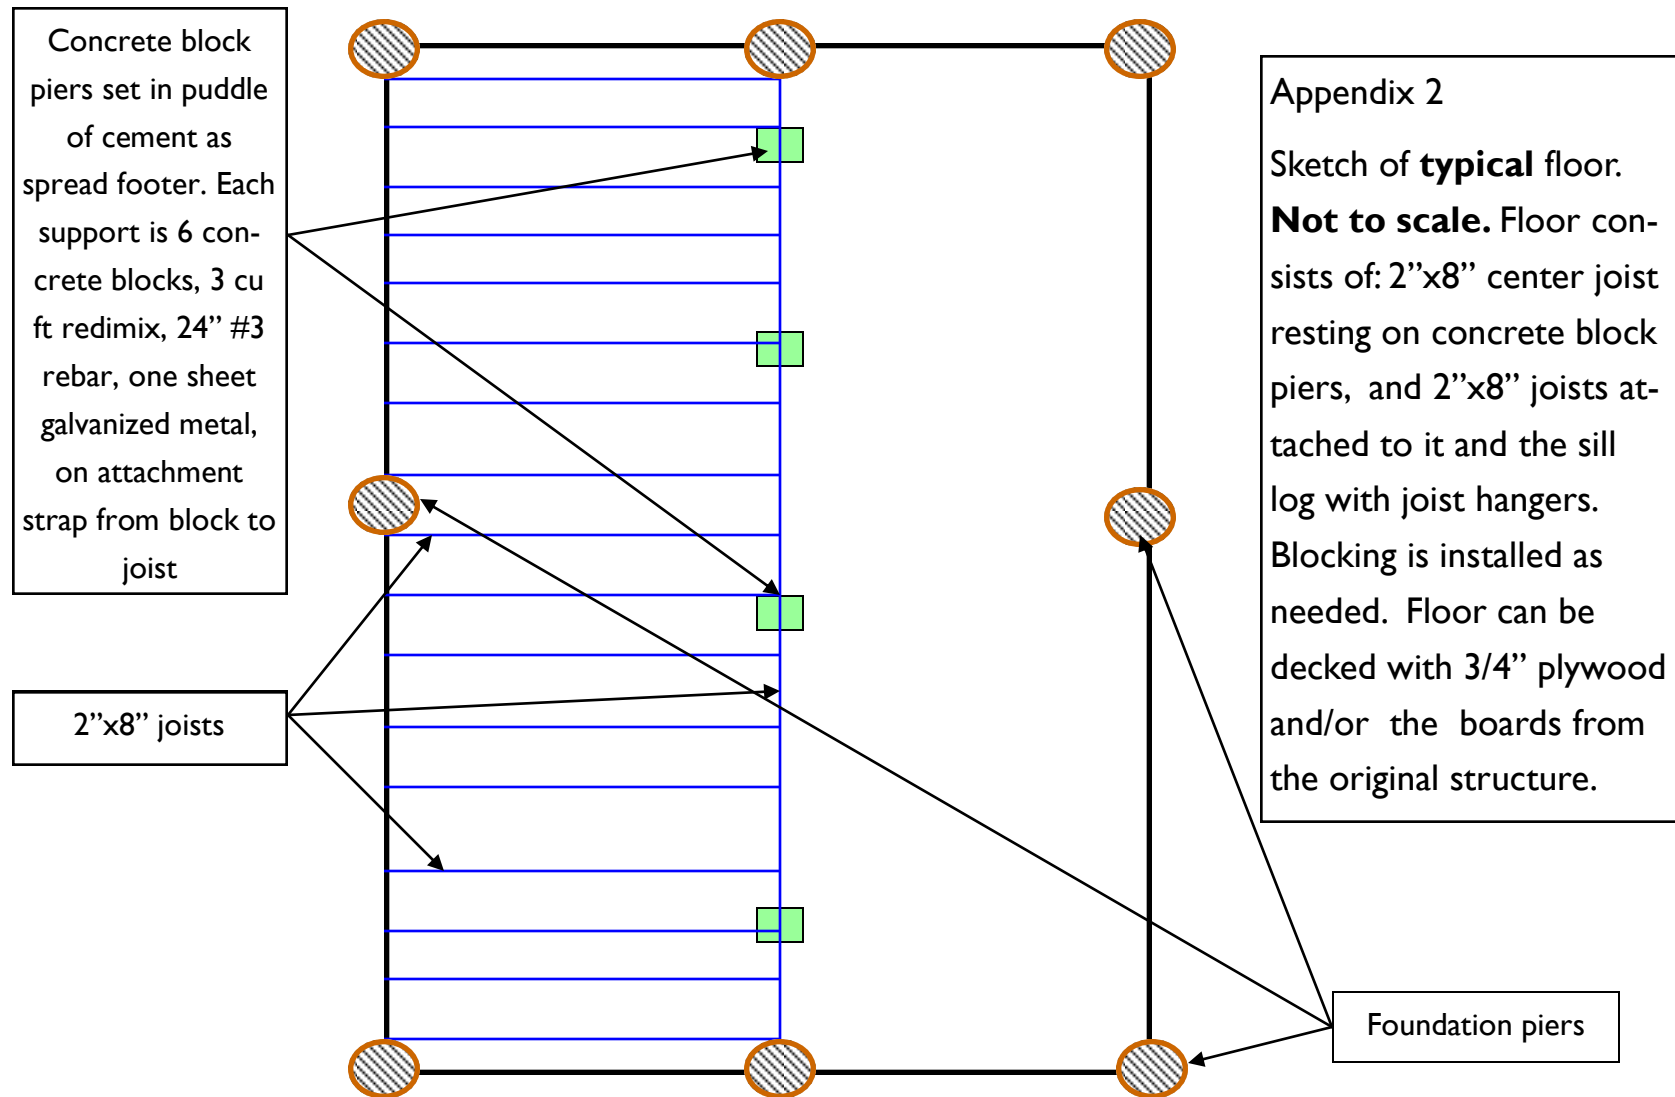 Concrete block
piers set in puddle
of cement as
spread footer. Each
support is 6 con-
crete blocks, 3 cu
ft redimix, 24” #3
rebar, one sheet
galvanized metal,
on attachment
strap from block to
joist
2”x8” joists
Appendix 2
Sketch of typical floor.
Not to scale. Floor con-
sists of: 2”x8” center joist
resting on concrete block
piers, and 2”x8” joists at-
tached to it and the sill
log with joist hangers.
Blocking is installed as
needed. Floor can be
decked with 3/4” plywood
and/or the boards from
the original structure.
Foundation piers